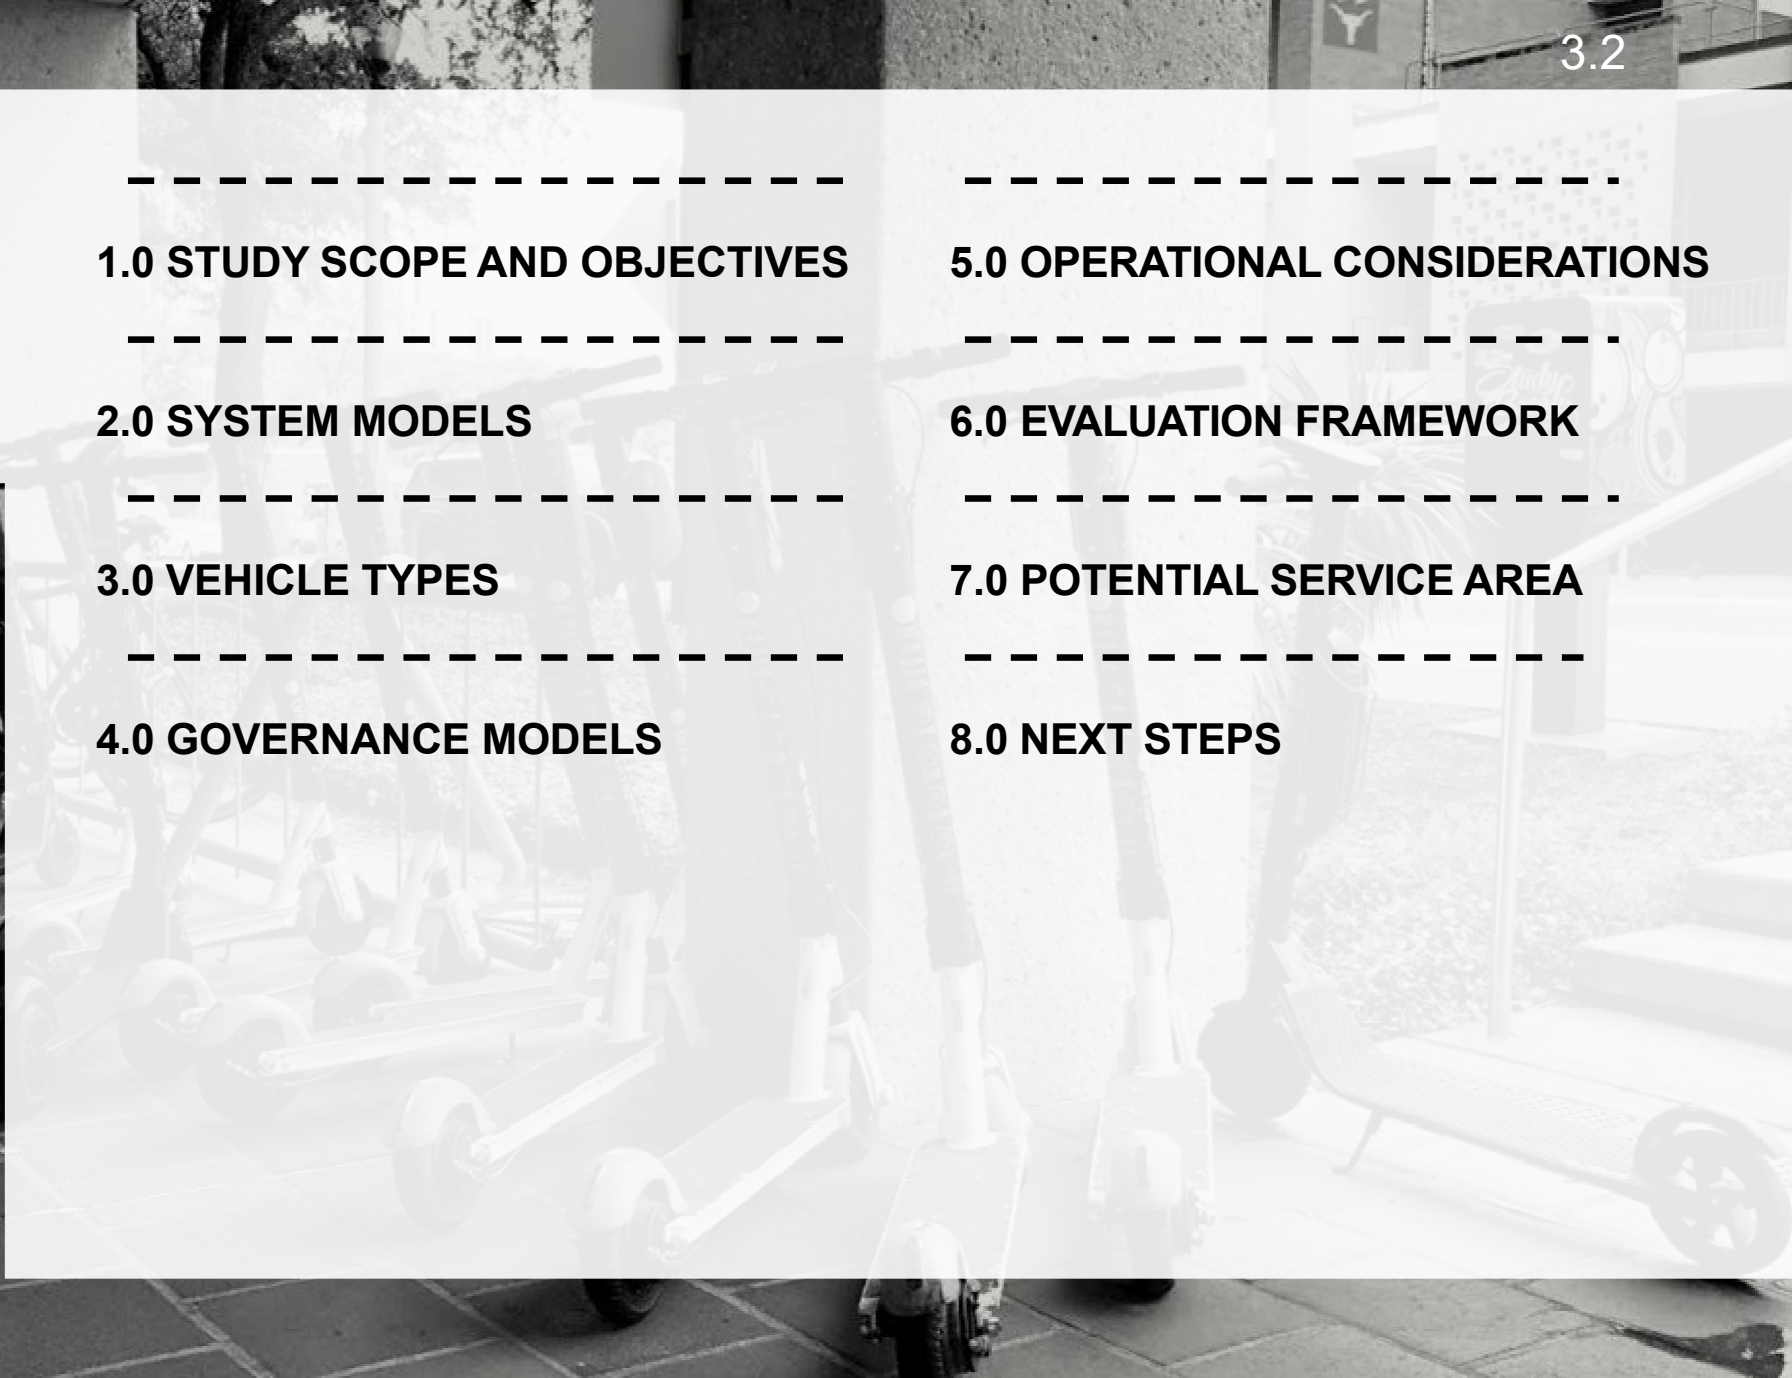 3.2
1.0 STUDY SCOPE AND OBJECTIVES
2.0 SYSTEM MODELS
3.0 VEHICLE TYPES
4.0 GOVERNANCE MODELS
5.0 OPERATIONAL CONSIDERATIONS
6.0 EVALUATION FRAMEWORK
7.0 POTENTIAL SERVICE AREA
8.0 NEXT STEPS